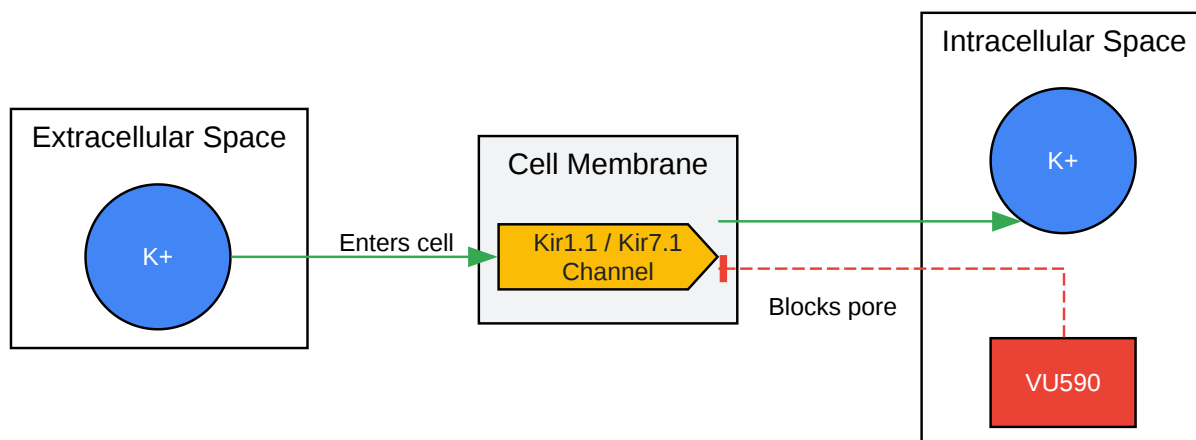 Extracellular Space
K+
Enters cell
Cell Membrane
Kir1.1 / Kir7.1
Channel
Blocks pore
Intracellular Space
K+
VU590